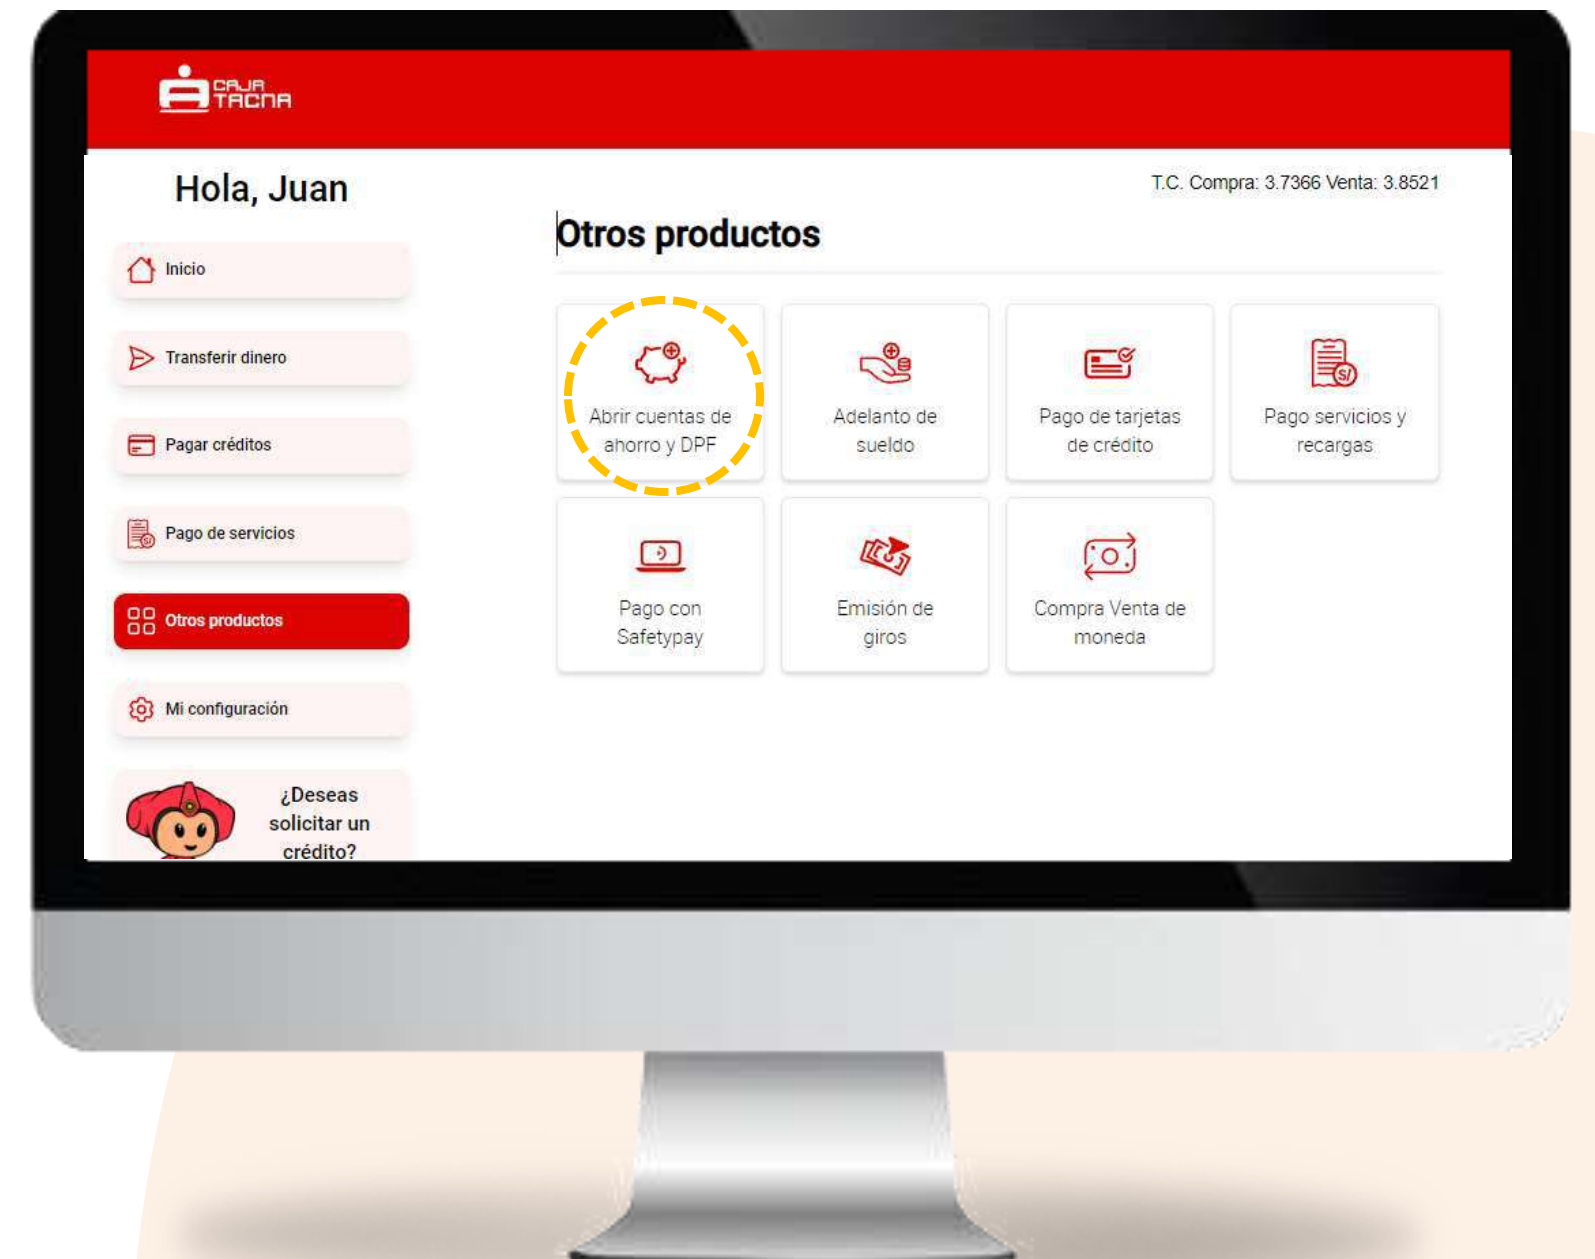 CAJA
TACNA
Hola, Juan
T.C. Compra: 3.7366 Venta: 3.8521
Otros productos
Inicio
Transferir dinero
Pagar créditos
Pago de servicios
Otros productos
Mi configuración
¿Deseas
solicitar un
crédito?
Abrir cuentas de
ahorro y DPF
Adelanto de
sueldo
Pago de tarjetas
de crédito
S/
Pago servicios y
recargas
Pago con
Safetypay
Emisión de
giros
Compra Venta de
moneda